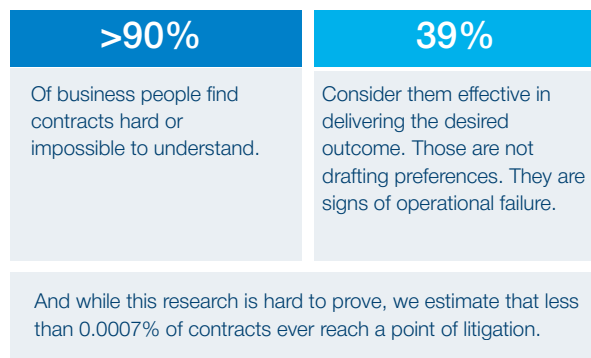 >90%
Of business people find
contracts hard or
impossible to understand.
39%
Consider them effective in
delivering the desired
outcome. Those are not
drafting preferences. They are
signs of operational failure.
And while this research is hard to prove, we estimate that less
than 0.0007% of contracts ever reach a point of litigation.